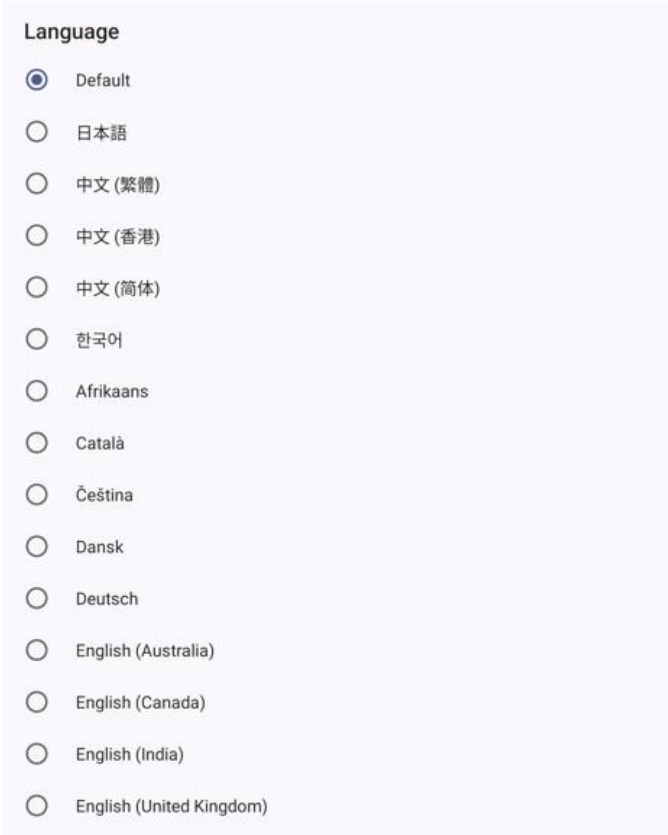 Language
Default
日本語
中文 (繁體)
中文 (香港)
中文 (简体)
한국어
Afrikaans
Català
Čeština
Dansk
Deutsch
English (Australia)
English (Canada)
English (India)
English (United Kingdom)